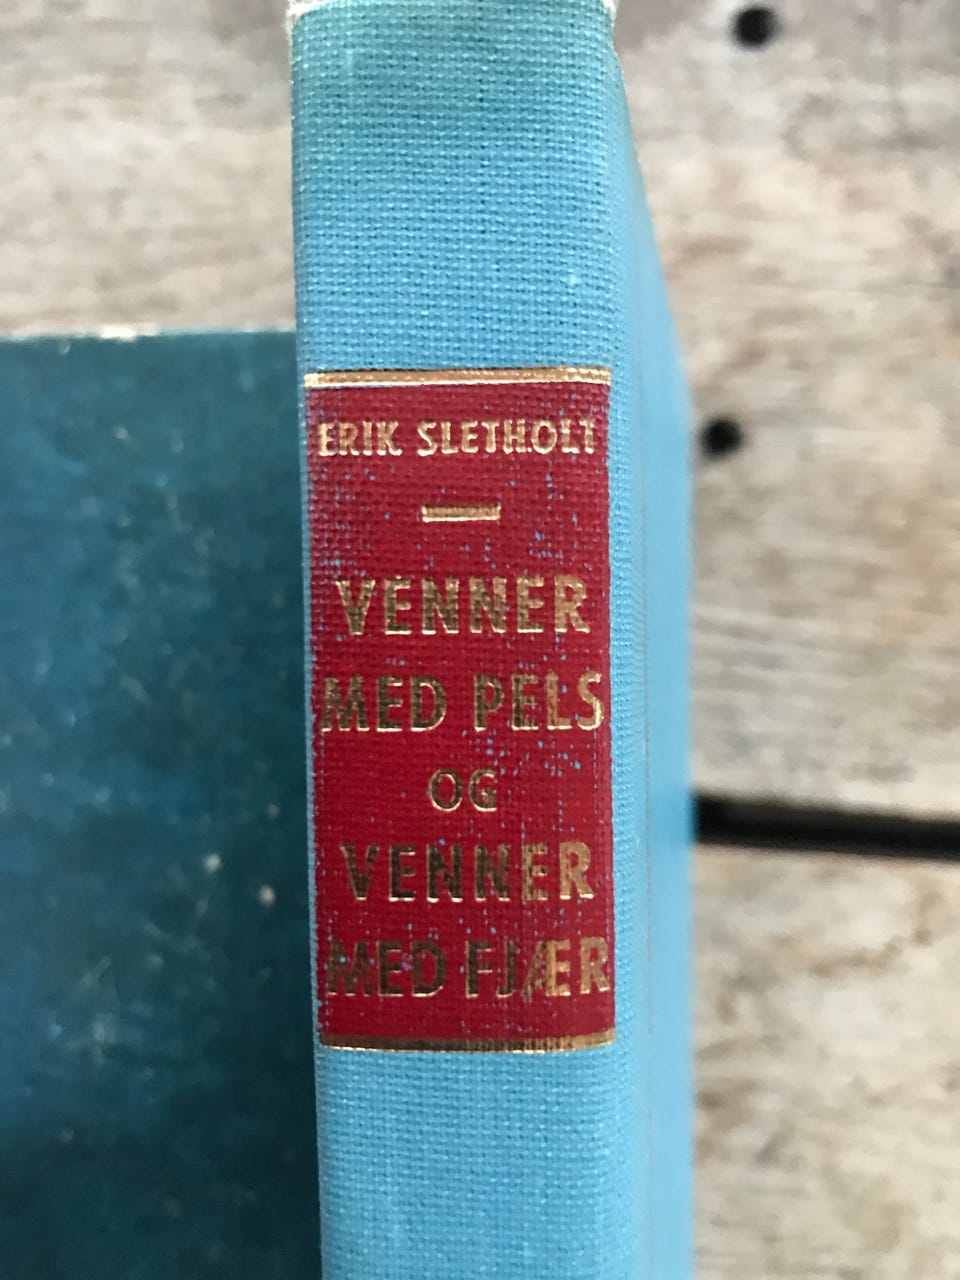 ERIK SLETHOLT
VENNER
MED PELS
OG
VENNER
MED FJÆR